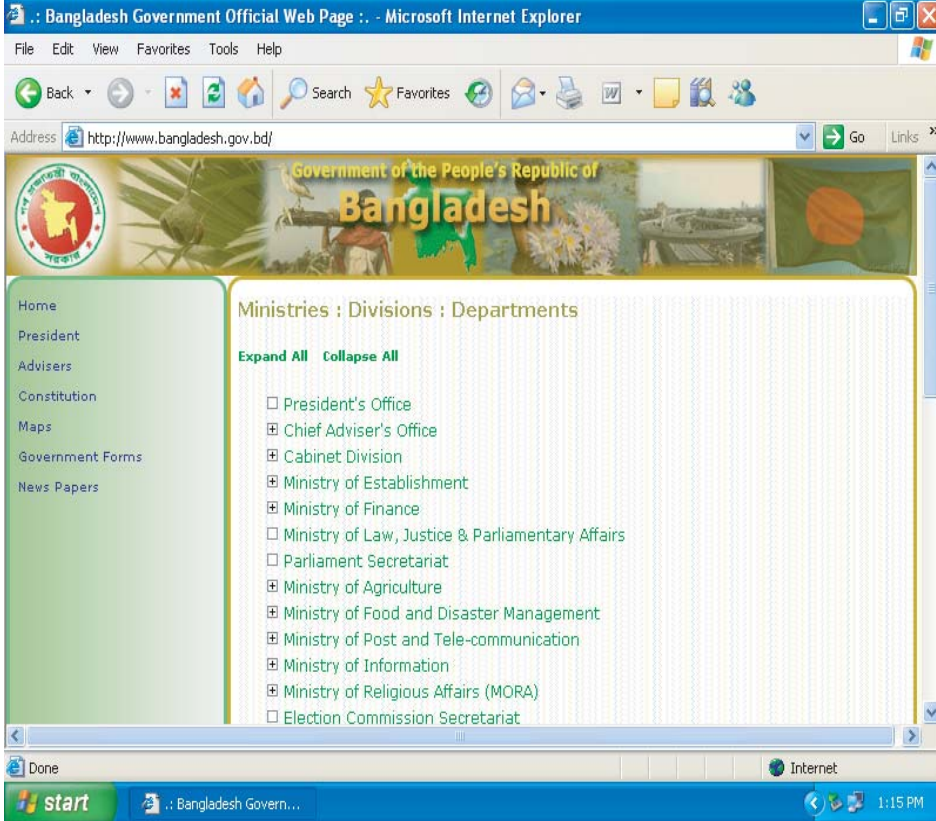 .: Bangladesh Government Official Web Page :. - Microsoft Internet Explorer
File Edit View Favorites Tools Help
Back Search Favorites
Address http://www.bangladesh.gov.bd/ Go Links »
গণপ্রজাতন্ত্রী বাংলাদেশ
সরকার
Government of the People's Republic of
Bangladesh
Home
President
Advisers
Constitution
Maps
Government Forms
News Papers
Ministries : Divisions : Departments
Expand All Collapse All
President's Office
Chief Adviser's Office
Cabinet Division
Ministry of Establishment
Ministry of Finance
Ministry of Law, Justice & Parliamentary Affairs
Parliament Secretariat
Ministry of Agriculture
Ministry of Food and Disaster Management
Ministry of Post and Tele-communication
Ministry of Information
Ministry of Religious Affairs (MORA)
Election Commission Secretariat
Done Internet
start .: Bangladesh Govern... 1:15 PM